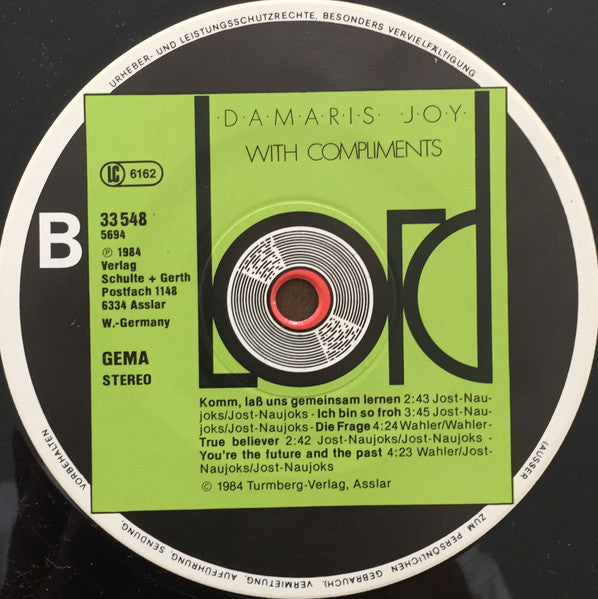 URHEBER- UND LEISTUNGSSCHUTZRECHTE, BESONDERS VERVIELFÄLTIGUNG
(AUSSER
ZUM PERSÖNLICHEN GEBRAUCH), VERMIETUNG, AUFFÜHRUNG, SENDUNG,
VORBEHALTEN
·D·A·M·A·R·I·S· ·J·O·Y·
WITH COMPLIMENTS
Lord
LC 6162
B
33 548
5694
℗ 1984
Verlag
Schulte + Gerth
Postfach 1148
6334 Asslar
W.-Germany
GEMA
STEREO
Komm, laß uns gemeinsam lernen 2:43 Jost-Nau-
joks/Jost-Naujoks - Ich bin so froh 3:45 Jost-Nau-
joks/Jost-Naujoks - Die Frage 4:24 Wahler/Wahler-
True believer 2:42 Jost-Naujoks/Jost-Naujoks -
You're the future and the past 4:23 Wahler/Jost-
Naujoks/Jost-Naujoks
© 1984 Turmberg-Verlag, Asslar